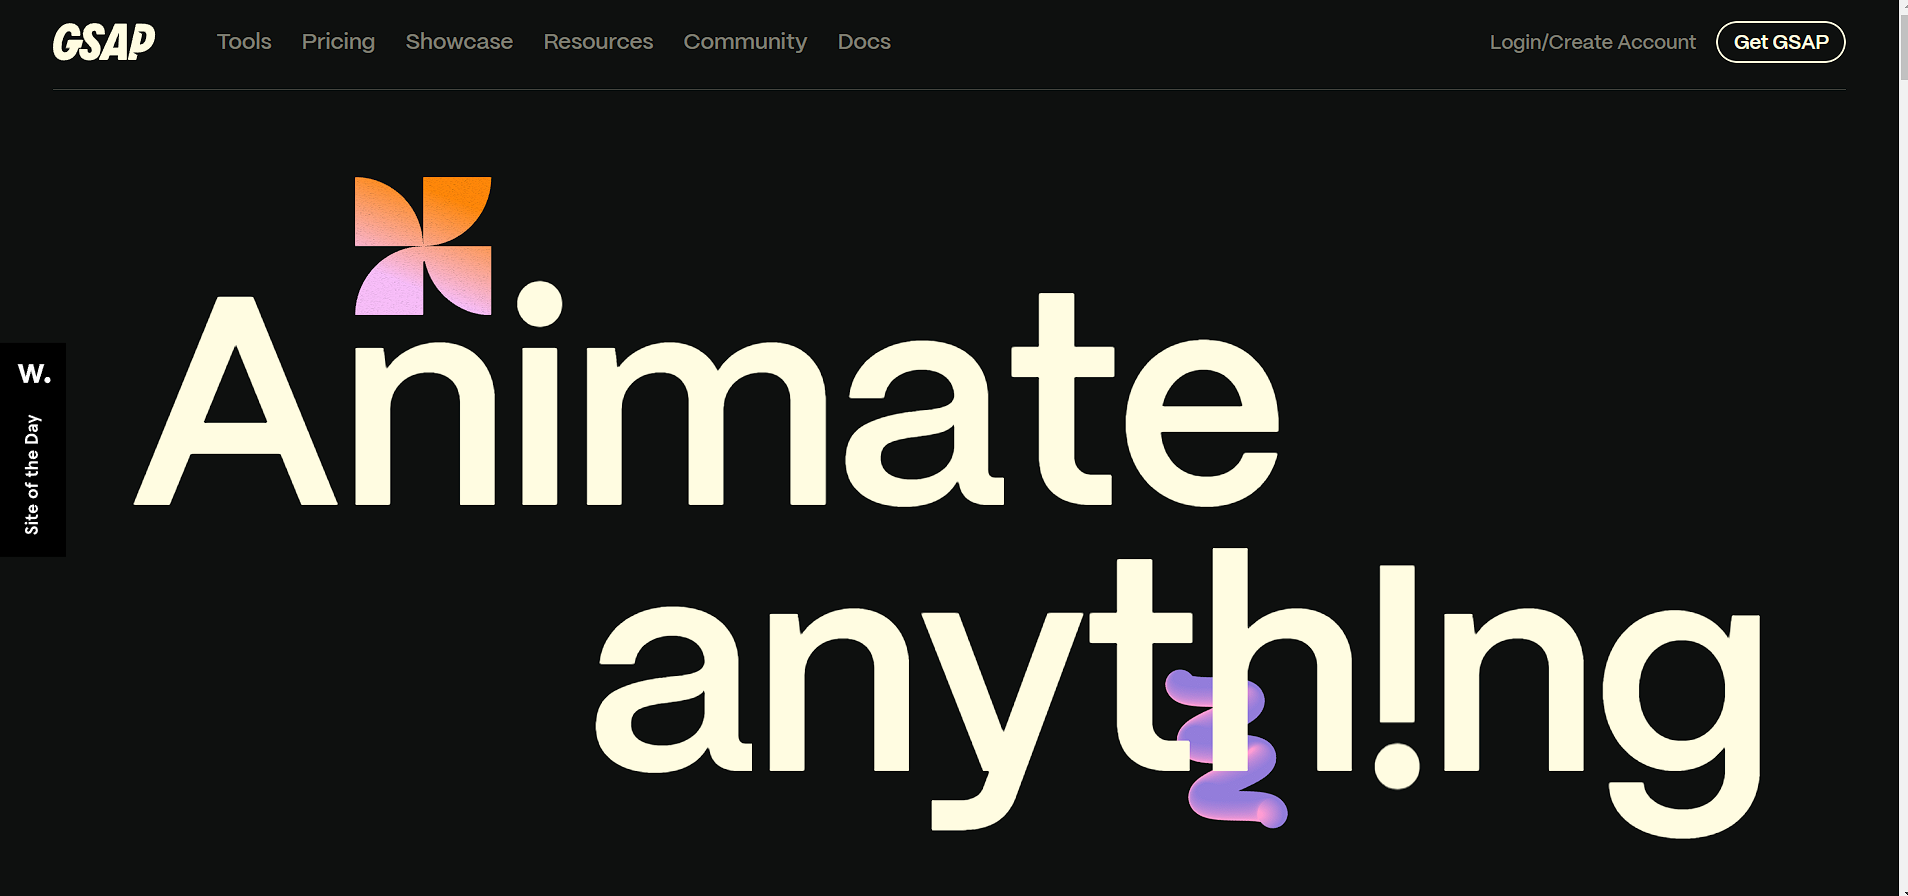 GSAP
Tools Pricing Showcase Resources Community Docs
Login/Create Account Get GSAP
Animate
anyth!ng
W.
Site of the Day